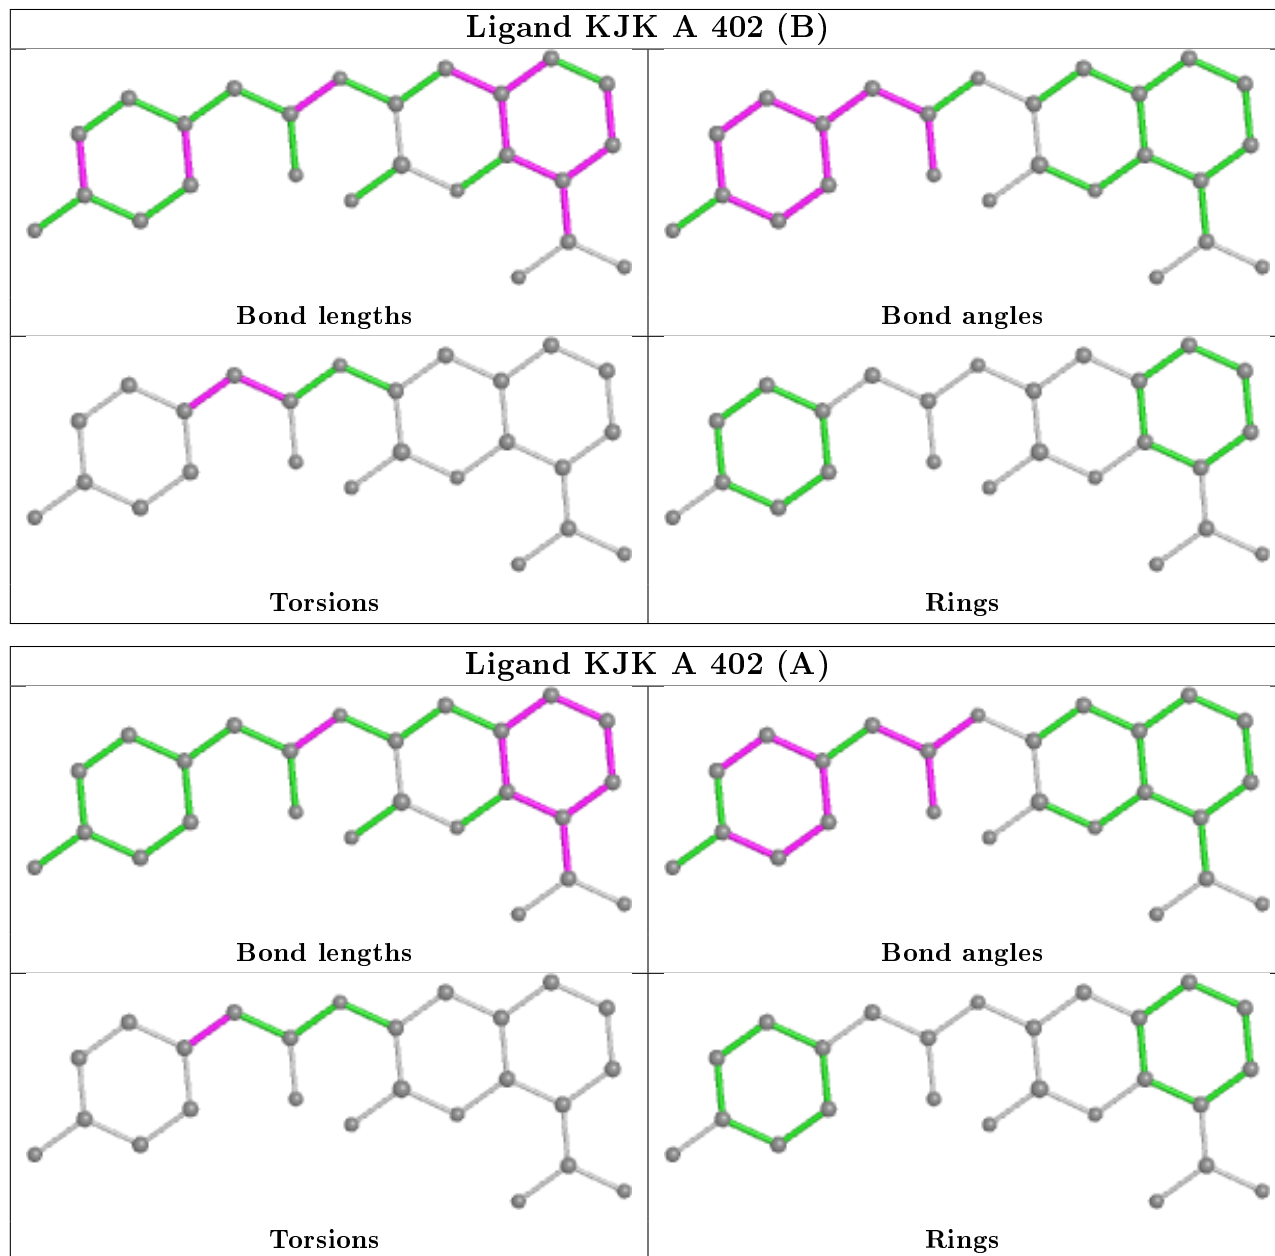 Ligand KJK A 402 (B)
Bond lengths
Bond angles
Torsions
Rings
Ligand KJK A 402 (A)
Bond lengths
Bond angles
Torsions
Rings